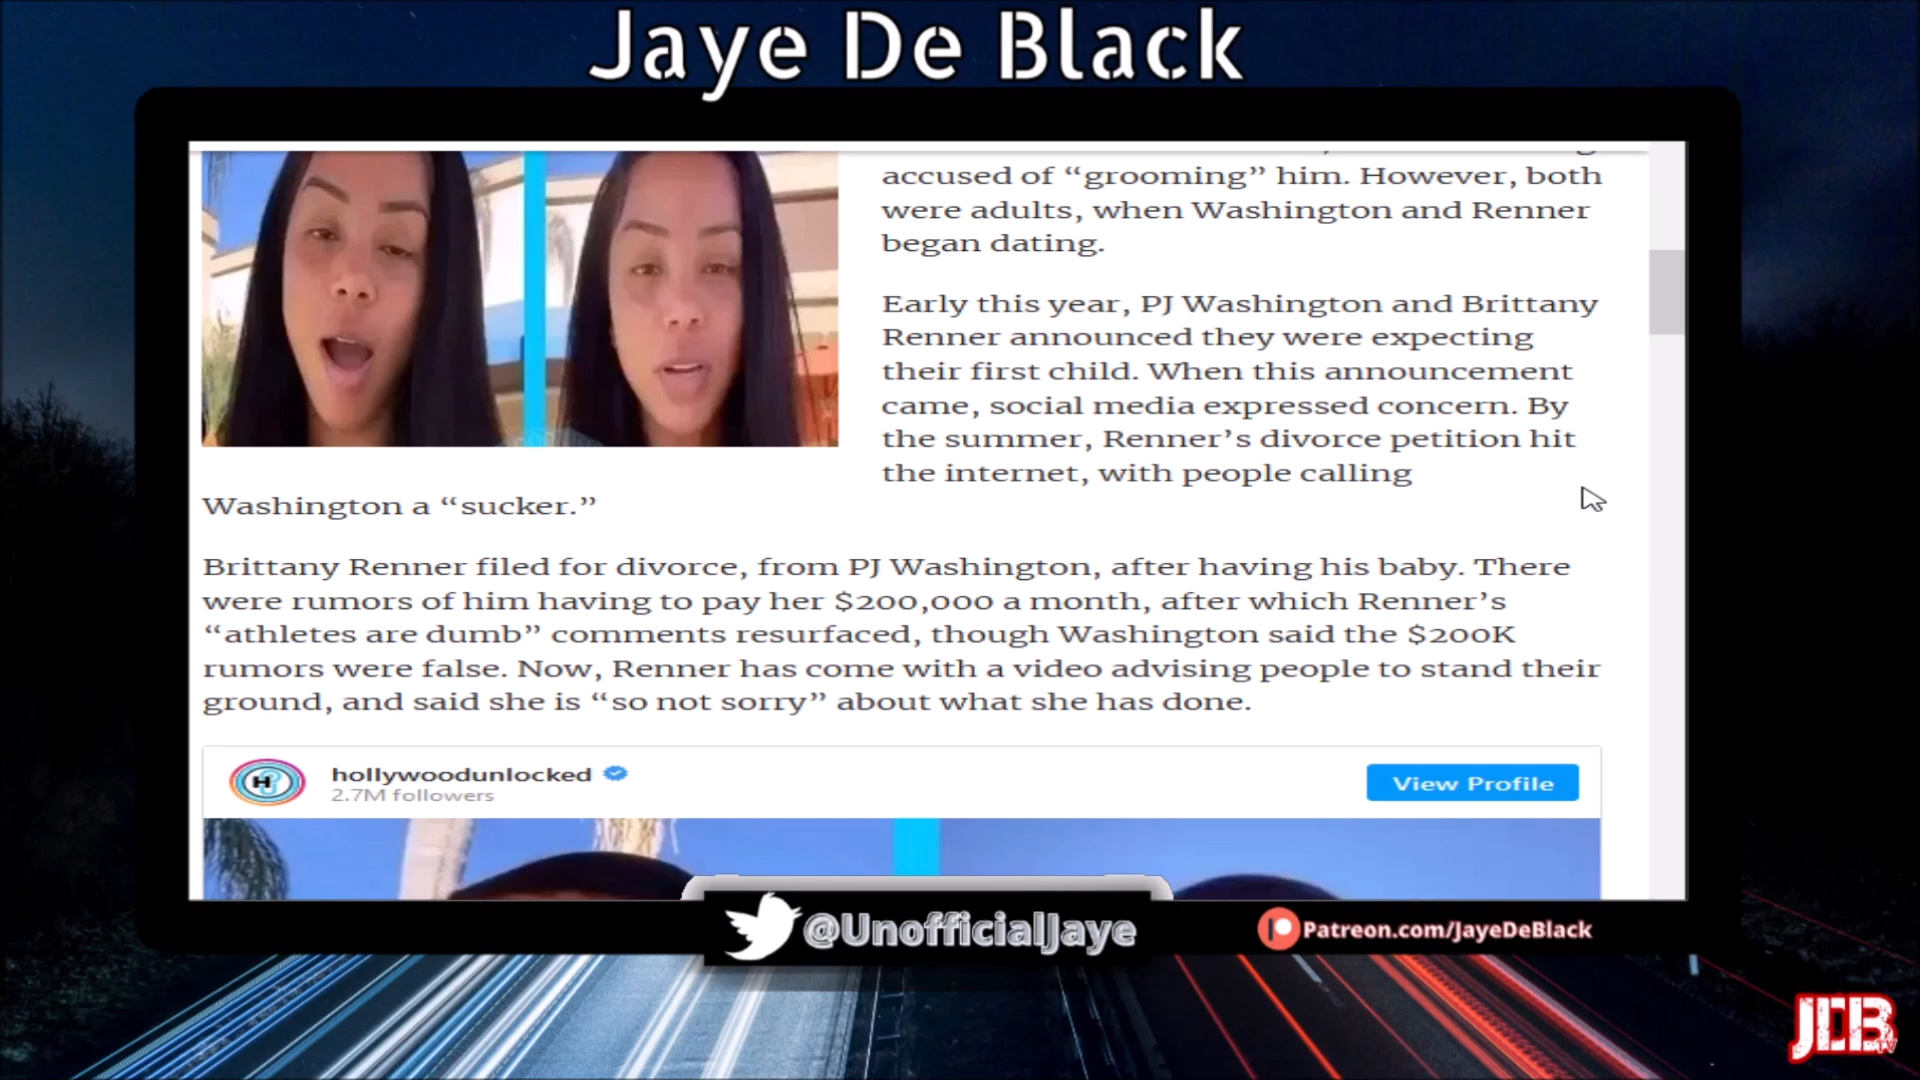 Jaye De Black
accused of “grooming” him. However, both
were adults, when Washington and Renner
began dating.
Early this year, PJ Washington and Brittany
Renner announced they were expecting
their first child. When this announcement
came, social media expressed concern. By
the summer, Renner’s divorce petition hit
the internet, with people calling
Washington a “sucker.”
Brittany Renner filed for divorce, from PJ Washington, after having his baby. There
were rumors of him having to pay her $200,000 a month, after which Renner’s
“athletes are dumb” comments resurfaced, though Washington said the $200K
rumors were false. Now, Renner has come with a video advising people to stand their
ground, and said she is “so not sorry” about what she has done.
H
hollywoodunlocked
2.7M followers
View Profile
@UnofficialJaye
Patreon.com/JayeDeBlack
JDB
TV